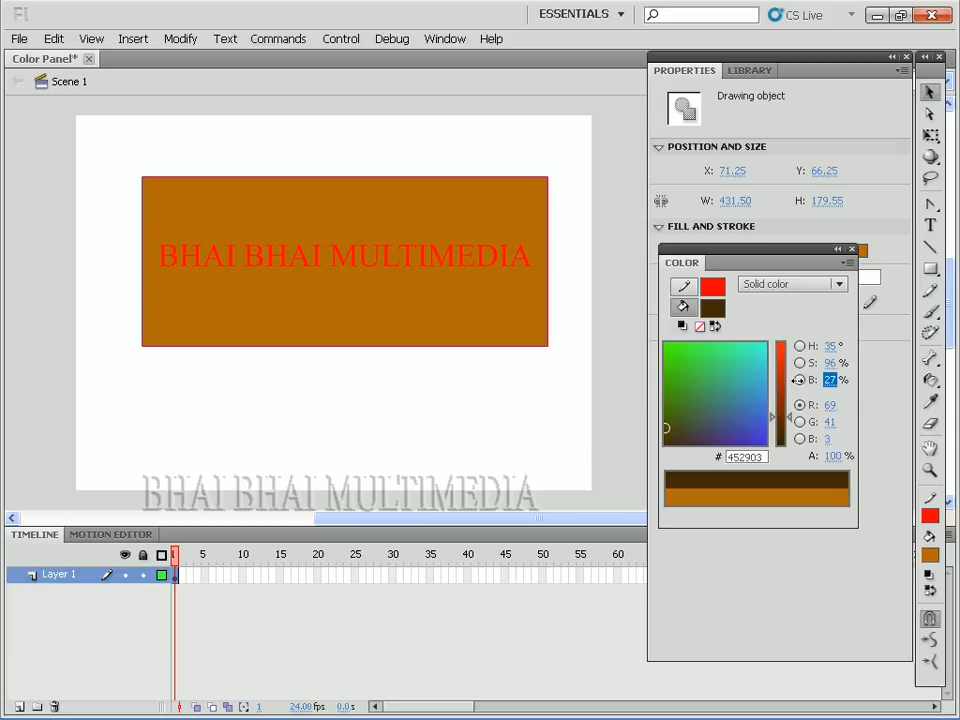 Fl ESSENTIALS CS Live
File Edit View Insert Modify Text Commands Control Debug Window Help
Color Panel*
Scene 1
PROPERTIES LIBRARY
Drawing object
POSITION AND SIZE
X: 71.25 Y: 66.25
W: 431.50 H: 179.55
FILL AND STROKE
BHAI BHAI MULTIMEDIA
COLOR
Solid color
H: 35 °
S: 96 %
B: 27 %
R: 69
G: 41
B: 3
A: 100 %
# 452903
BHAI BHAI MULTIMEDIA
TIMELINE MOTION EDITOR
1 5 10 15 20 25 30 35 40 45 50 55 60
Layer 1
1 24.00 fps 0.0 s